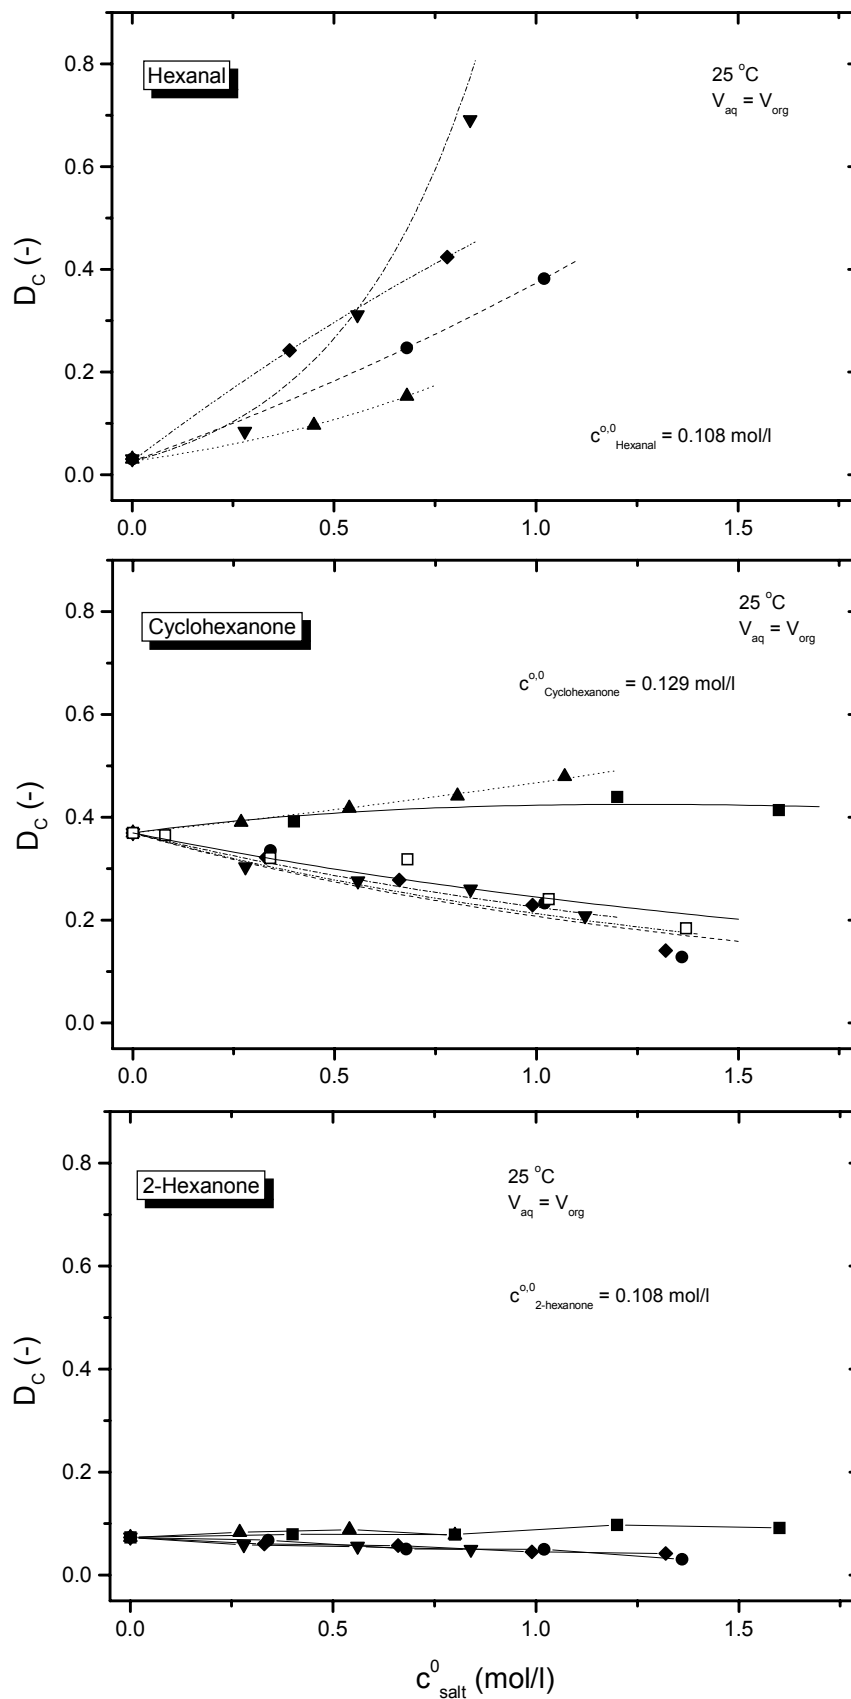 Hexanal
25 °C
V_aq = V_org
c^o,0_Hexanal = 0.108 mol/l
D_C (-)
0.8
0.6
0.4
0.2
0.0
0.0 0.5 1.0 1.5
Cyclohexanone
25 °C
V_aq = V_org
c^o,0_Cyclohexanone = 0.129 mol/l
D_C (-)
0.8
0.6
0.4
0.2
0.0
0.0 0.5 1.0 1.5
2-Hexanone
25 °C
V_aq = V_org
c^o,0_2-hexanone = 0.108 mol/l
D_C (-)
0.8
0.6
0.4
0.2
0.0
0.0 0.5 1.0 1.5
c^0_salt (mol/l)